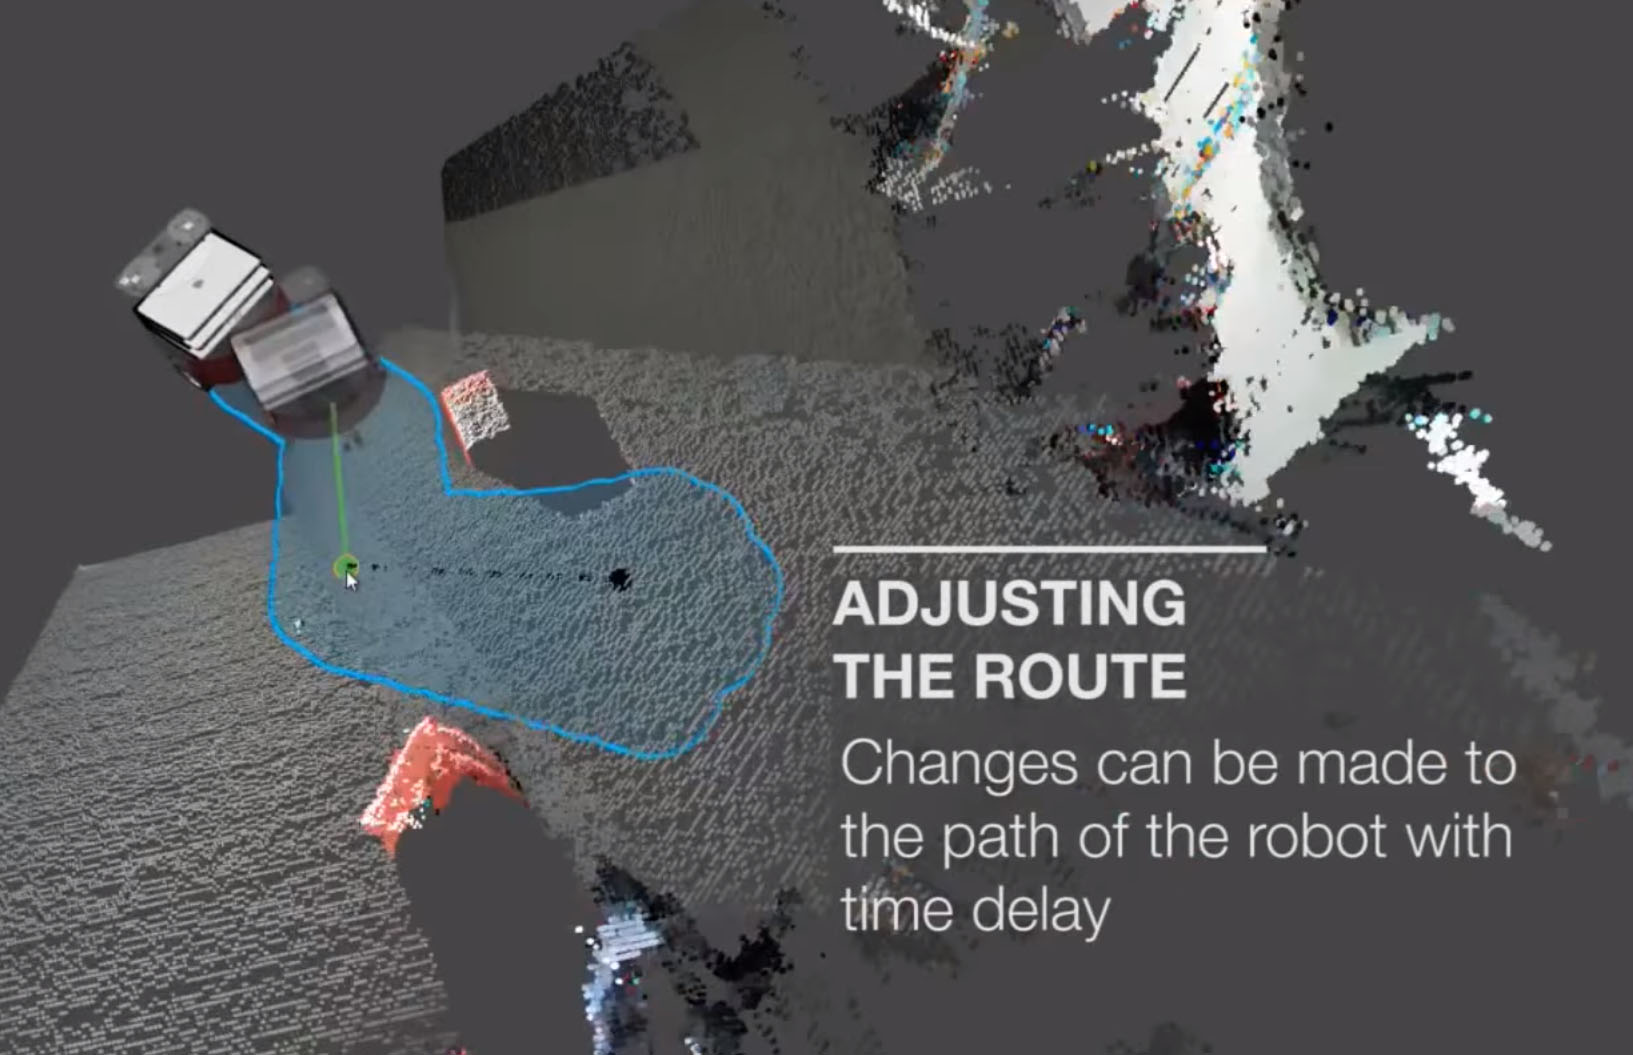 ADJUSTING
THE ROUTE
Changes can be made to
the path of the robot with
time delay